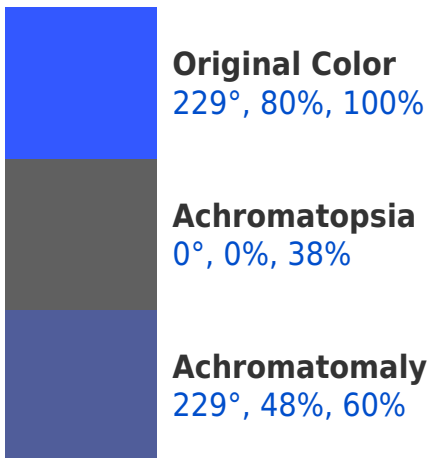 Original Color
229°, 80%, 100%
Achromatopsia
0°, 0%, 38%
Achromatomaly
229°, 48%, 60%